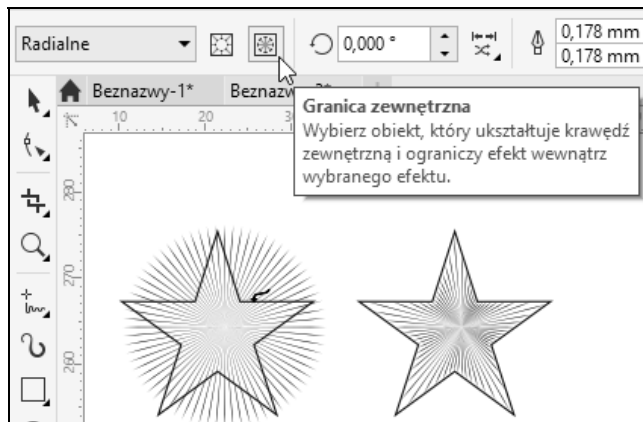 Radialne
0,000 °
0,178 mm
0,178 mm
Beznazwy-1*
Granica zewnętrzna
Wybierz obiekt, który ukształtuje krawędź
zewnętrzną i ograniczy efekt wewnątrz
wybranego efektu.
10
20
280
270
260